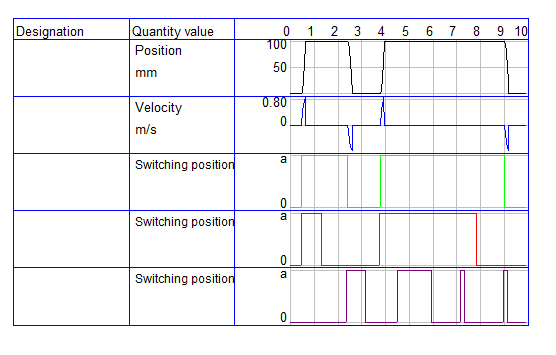 Designation Quantity value 0 1 2 3 4 5 6 7 8 9 10
Position 100
mm 50
Velocity 0.80
m/s 0
Switching position a
0
Switching position a
0
Switching position a
0